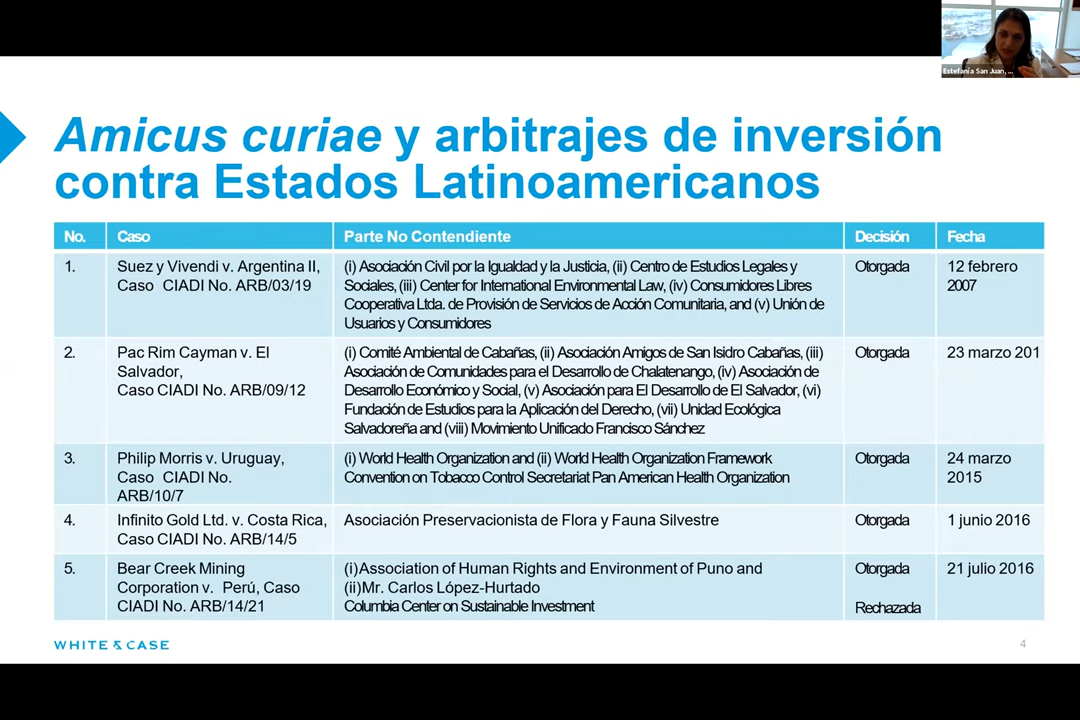 Estefanía San Juan, ...
Amicus curiae y arbitrajes de inversión
contra Estados Latinoamericanos
No. Caso Parte No Contendiente Decisión Fecha
1. Suez y Vivendi v. Argentina II, (i) Asociación Civil por la Igualdad y la Justicia, (ii) Centro de Estudios Legales y Otorgada 12 febrero
Caso CIADI No. ARB/03/19 Sociales, (iii) Center for International Environmental Law, (iv) Consumidores Libres 2007
Cooperativa Ltda. de Provisión de Servicios de Acción Comunitaria, and (v) Unión de
Usuarios y Consumidores
2. Pac Rim Cayman v. El (i) Comité Ambiental de Cabañas, (ii) Asociación Amigos de San Isidro Cabañas, (iii) Otorgada 23 marzo 201
Salvador, Asociación de Comunidades para el Desarrollo de Chalatenango, (iv) Asociación de
Caso CIADI No. ARB/09/12 Desarrollo Económico y Social, (v) Asociación para El Desarrollo de El Salvador, (vi)
Fundación de Estudios para la Aplicación del Derecho, (vii) Unidad Ecológica
Salvadoreña and (viii) Movimiento Unificado Francisco Sánchez
3. Philip Morris v. Uruguay, (i) World Health Organization and (ii) World Health Organization Framework Otorgada 24 marzo
Caso CIADI No. Convention on Tobacco Control Secretariat Pan American Health Organization 2015
ARB/10/7
4. Infinito Gold Ltd. v. Costa Rica, Asociación Preservacionista de Flora y Fauna Silvestre Otorgada 1 junio 2016
Caso CIADI No. ARB/14/5
5. Bear Creek Mining (i)Association of Human Rights and Environment of Puno and Otorgada 21 julio 2016
Corporation v. Perú, Caso (ii)Mr. Carlos López-Hurtado
CIADI No. ARB/14/21 Columbia Center on Sustainable Investment Rechazada
WHITE & CASE 4